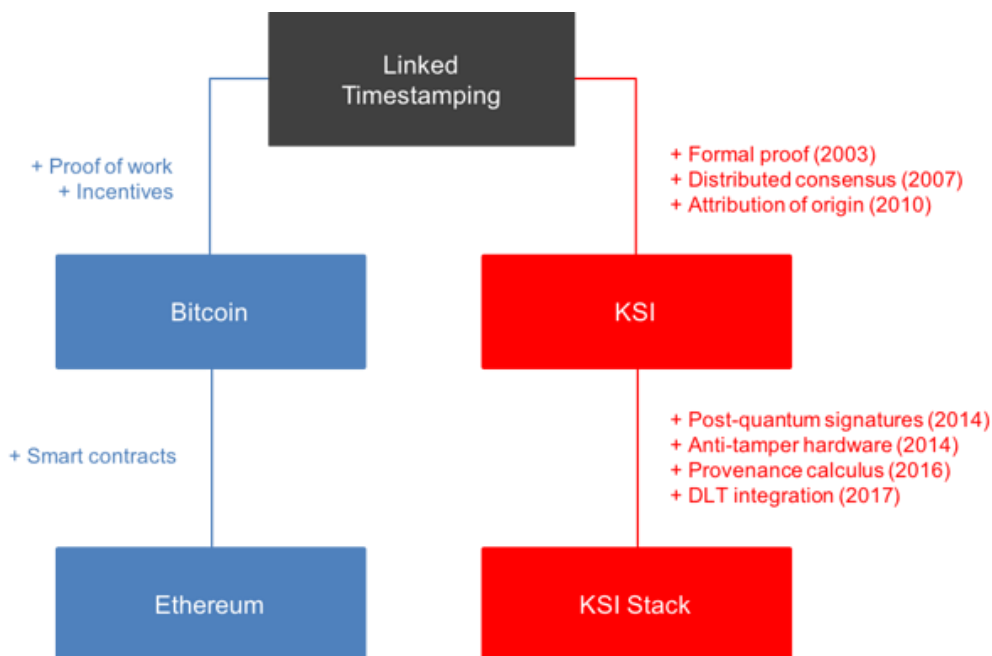 Linked
Timestamping
+ Proof of work
+ Incentives
+ Formal proof (2003)
+ Distributed consensus (2007)
+ Attribution of origin (2010)
Bitcoin
KSI
+ Smart contracts
+ Post-quantum signatures (2014)
+ Anti-tamper hardware (2014)
+ Provenance calculus (2016)
+ DLT integration (2017)
Ethereum
KSI Stack